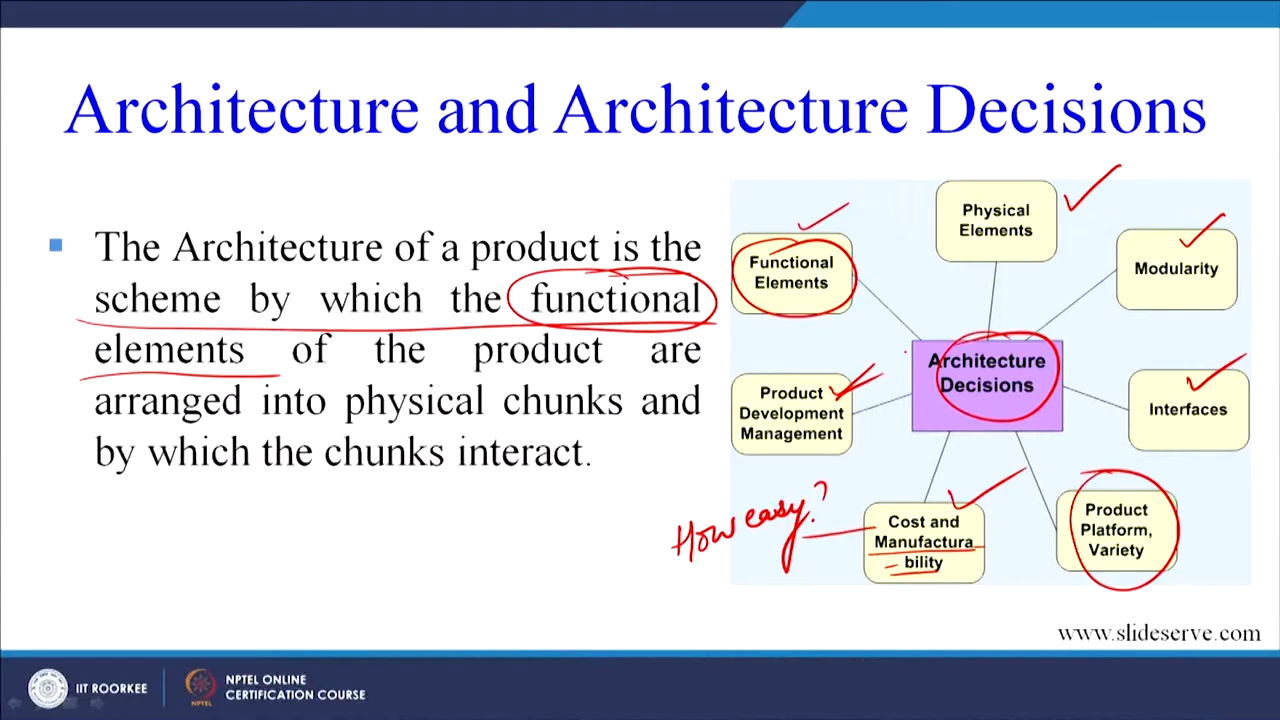 Architecture and Architecture Decisions
The Architecture of a product is the
scheme by which the functional
elements of the product are
arranged into physical chunks and
by which the chunks interact.
Physical
Elements
Functional
Elements
Modularity
Architecture
Decisions
Product
Development
Management
Interfaces
How easy?
Cost and
Manufactura
bility
Product
Platform,
Variety
www.slideserve.com
IIT ROORKEE
NPTEL ONLINE
CERTIFICATION COURSE
NPTEL